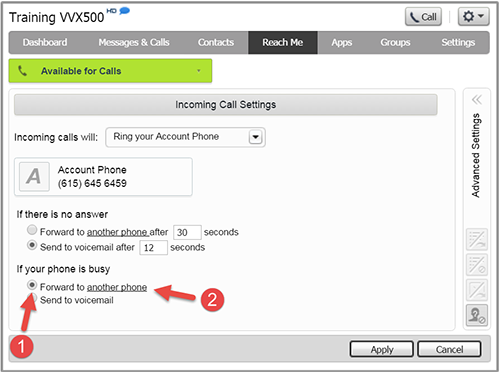 Training VVX500 HD
Call
Dashboard Messages & Calls Contacts Reach Me Apps Groups Settings
Available for Calls
Incoming Call Settings
Incoming calls will: Ring your Account Phone
A
Account Phone
(615) 645 6459
If there is no answer
Forward to another phone after 30 seconds
Send to voicemail after 12 seconds
If your phone is busy
Forward to another phone
Send to voicemail
1
2
Advanced Settings
Apply Cancel